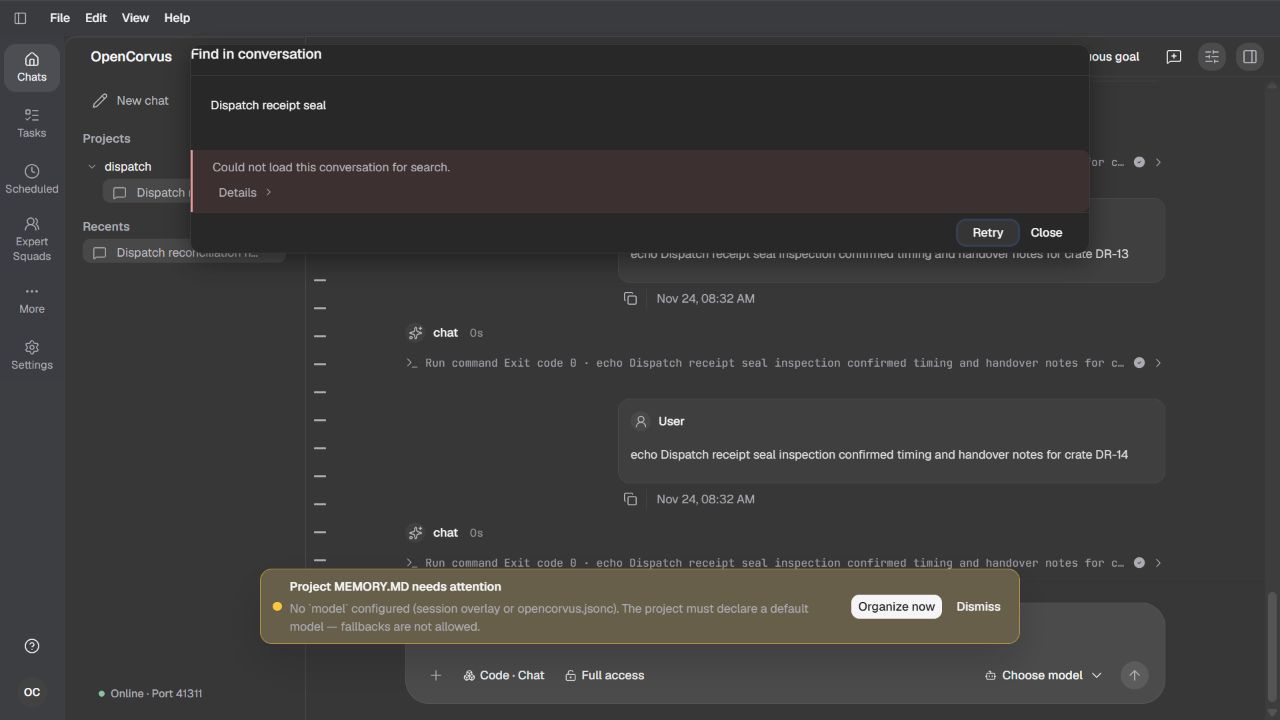 File Edit View Help
Chats
Tasks
Scheduled
Expert
Squads
More
Settings
OC
OpenCorvus
New chat
Projects
dispatch
Dispatch
Recents
Dispatch reconciliation n…
Online · Port 41311
Find in conversation
Dispatch receipt seal
Could not load this conversation for search.
Details
Retry Close
ous goal
or c…
echo Dispatch receipt seal inspection confirmed timing and handover notes for crate DR-13
Nov 24, 08:32 AM
chat 0s
>_ Run command Exit code 0 · echo Dispatch receipt seal inspection confirmed timing and handover notes for c…
User
echo Dispatch receipt seal inspection confirmed timing and handover notes for crate DR-14
Nov 24, 08:32 AM
chat 0s
>_ Run command Exit code 0 · echo Dispatch receipt seal inspection confirmed timing and handover notes for c…
Project MEMORY.MD needs attention
No `model` configured (session overlay or opencorvus.jsonc). The project must declare a default
model — fallbacks are not allowed.
Organize now Dismiss
Code · Chat Full access Choose model